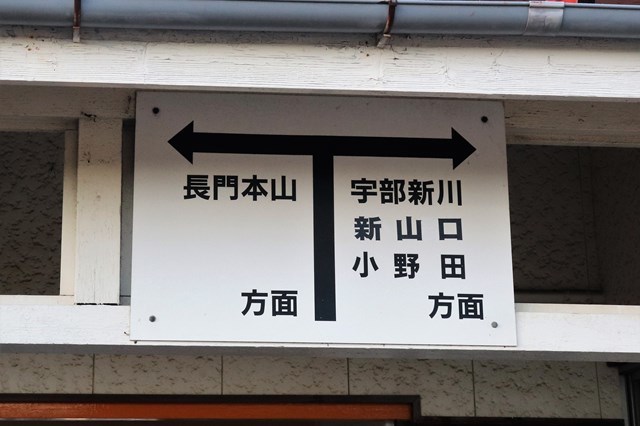 長門本山
方面
宇部新川
新山口
小野田
方面